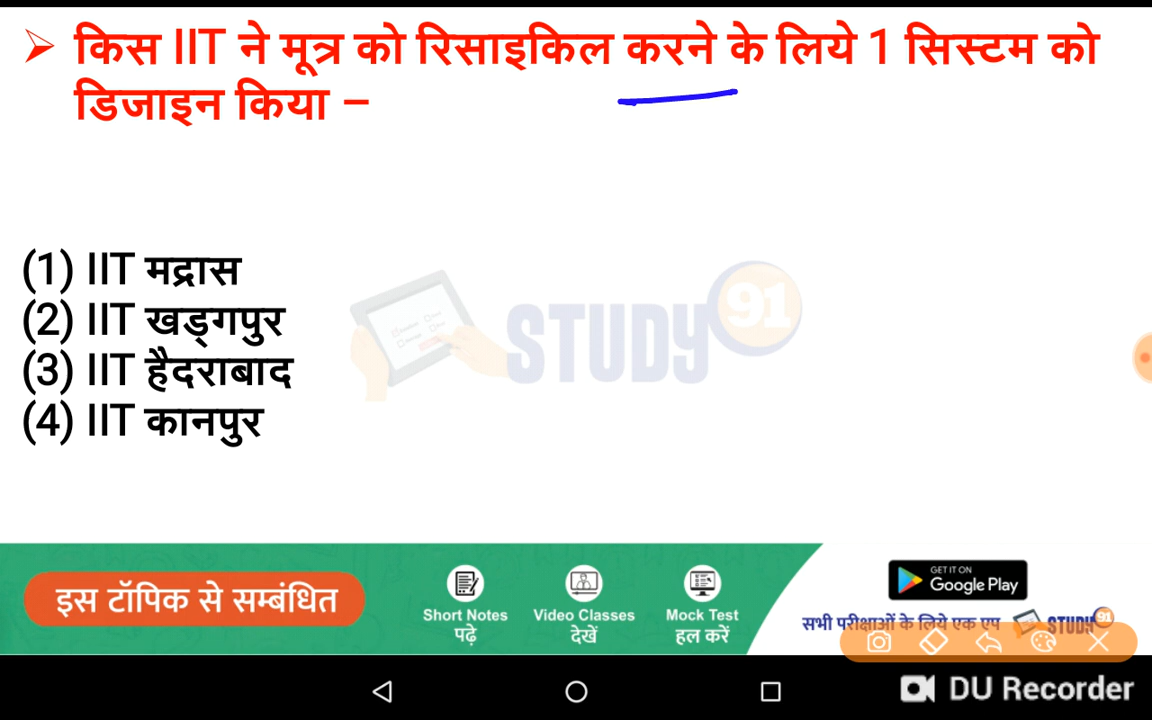 ➢ किस IIT ने मूत्र को रिसाइकिल करने के लिये 1 सिस्टम को
डिजाइन किया –
(1) IIT मद्रास
(2) IIT खड्गपुर
(3) IIT हैदराबाद
(4) IIT कानपुर
STUDY 91
इस टॉपिक से सम्बंधित
Short Notes
पढ़े
Video Classes
देखें
Mock Test
हल करें
GET IT ON
Google Play
सभी परीक्षाओं के लिये एक एप
STUDY 91
DU Recorder